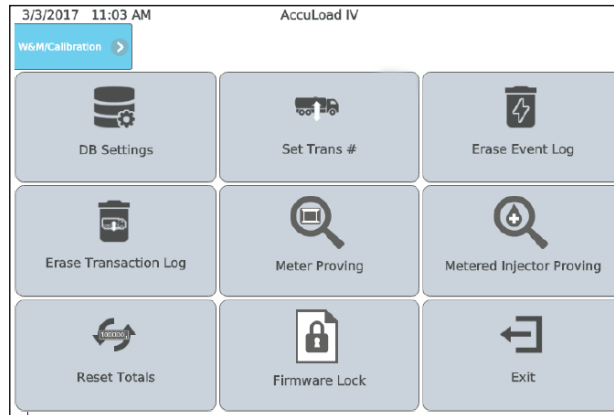 3/3/2017 11:03 AM AccuLoad IV
W&M/Calibration
DB Settings Set Trans # Erase Event Log
Erase Transaction Log Meter Proving Metered Injector Proving
Reset Totals Firmware Lock Exit